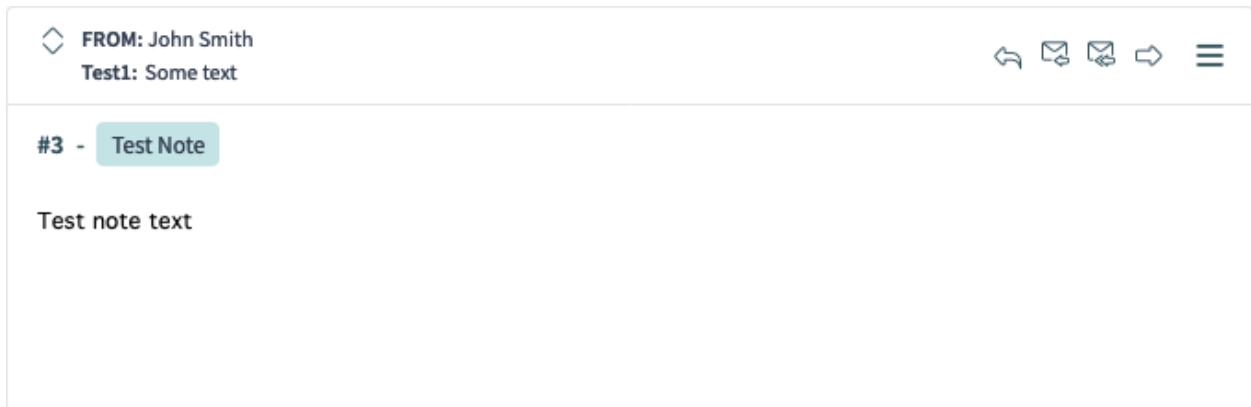 FROM: John Smith
Test1: Some text
#3 - Test Note
Test note text